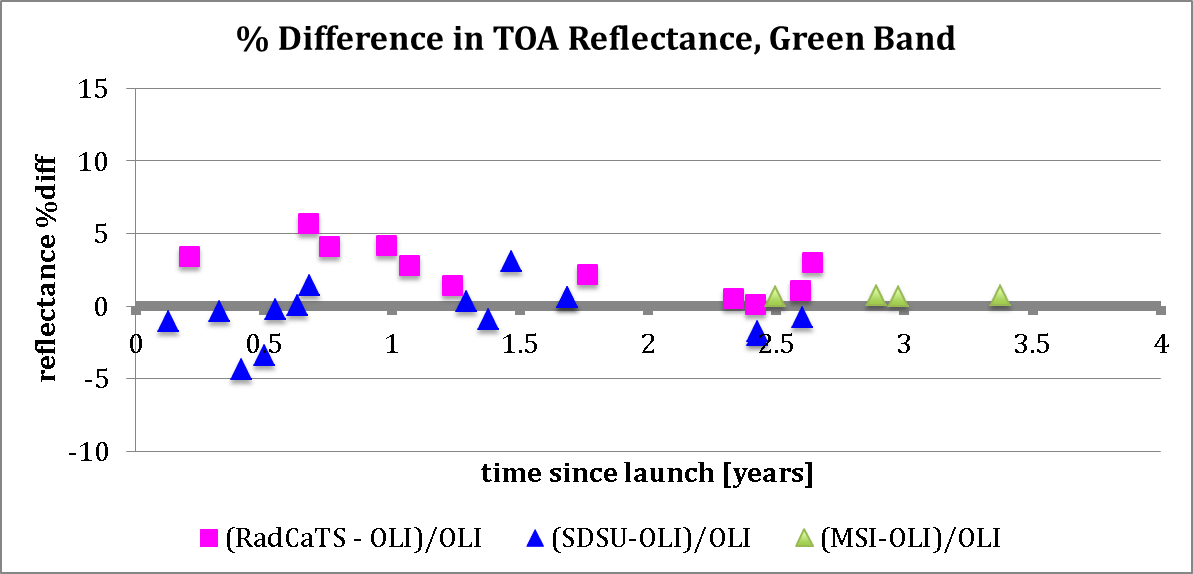 % Difference in TOA Reflectance, Green Band
15
10
5
0
-5
-10
reflectance %diff
0 0.5 1 1.5 2 2.5 3 3.5 4
time since launch [years]
(RadCaTS - OLI)/OLI (SDSU-OLI)/OLI (MSI-OLI)/OLI